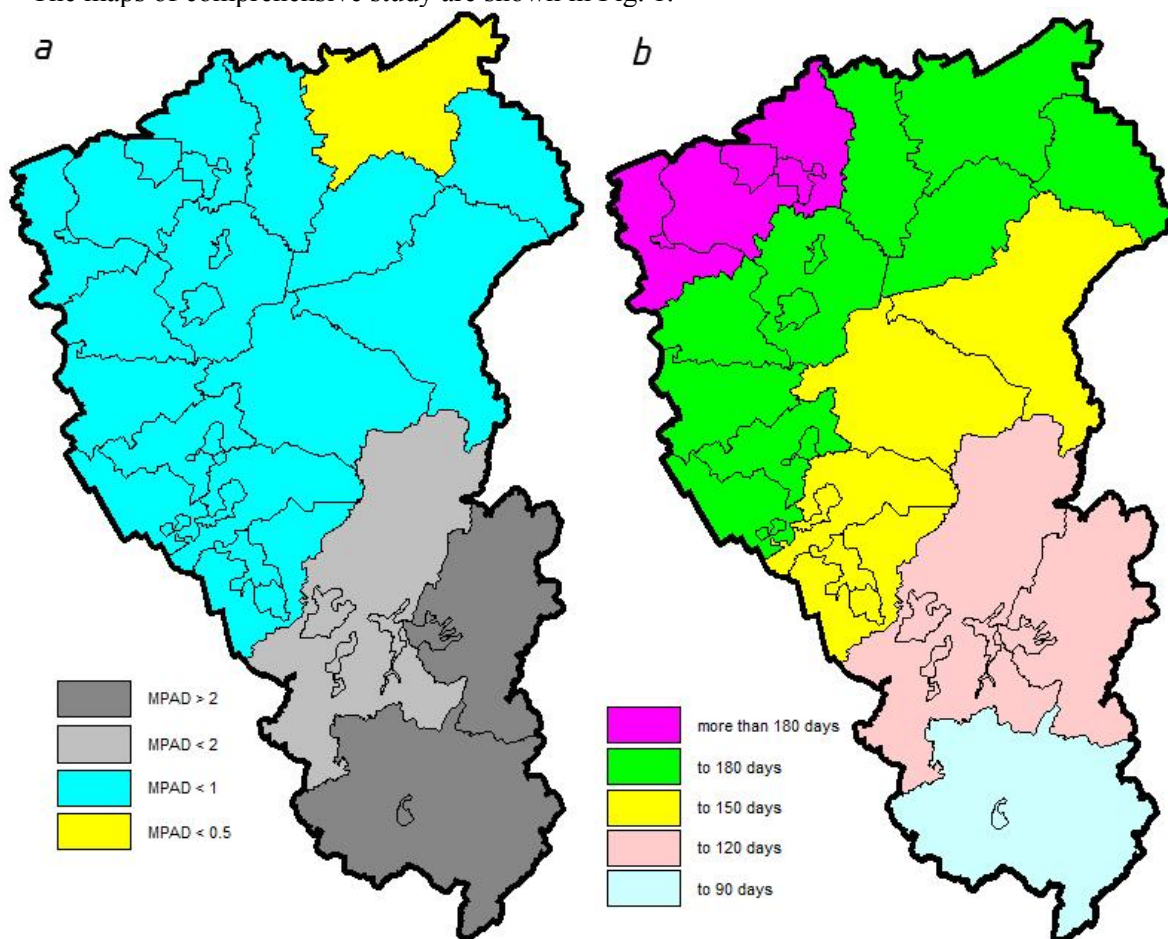 The maps of comprehensive study are shown in Fig. 1.
a
b
MPAD > 2
MPAD < 2
MPAD < 1
MPAD < 0.5
more than 180 days
to 180 days
to 150 days
to 120 days
to 90 days